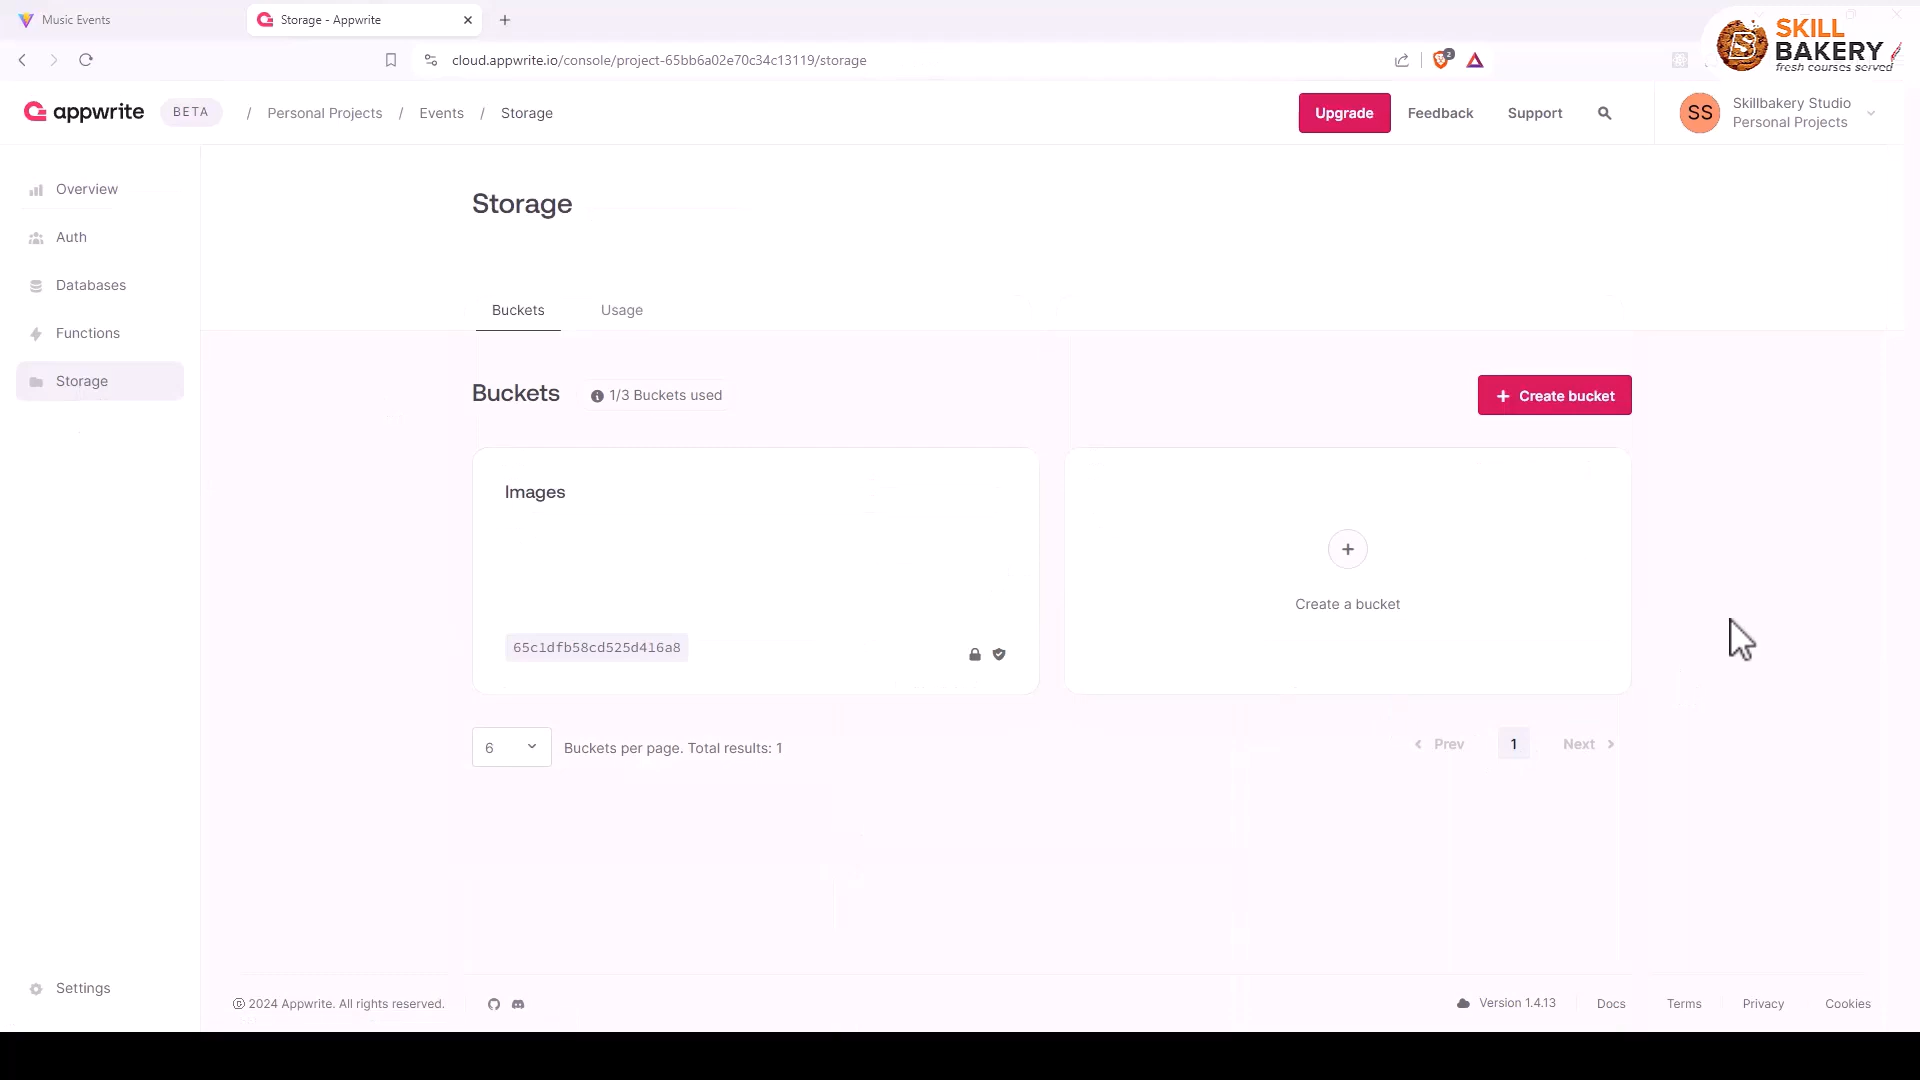 Music Events
Storage - Appwrite
cloud.appwrite.io/console/project-65bb6a02e70c34c13119/storage
2
SKILL
BAKERY
fresh courses served
appwrite
BETA
/ Personal Projects / Events / Storage
Upgrade
Feedback
Support
SS
Skillbakery Studio
Personal Projects
Overview
Auth
Databases
Functions
Storage
Settings
Storage
Buckets
Usage
Buckets
1/3 Buckets used
+ Create bucket
Images
65c1dfb58cd525d416a8
+
Create a bucket
6
Buckets per page. Total results: 1
Prev
1
Next
© 2024 Appwrite. All rights reserved.
Version 1.4.13
Docs
Terms
Privacy
Cookies